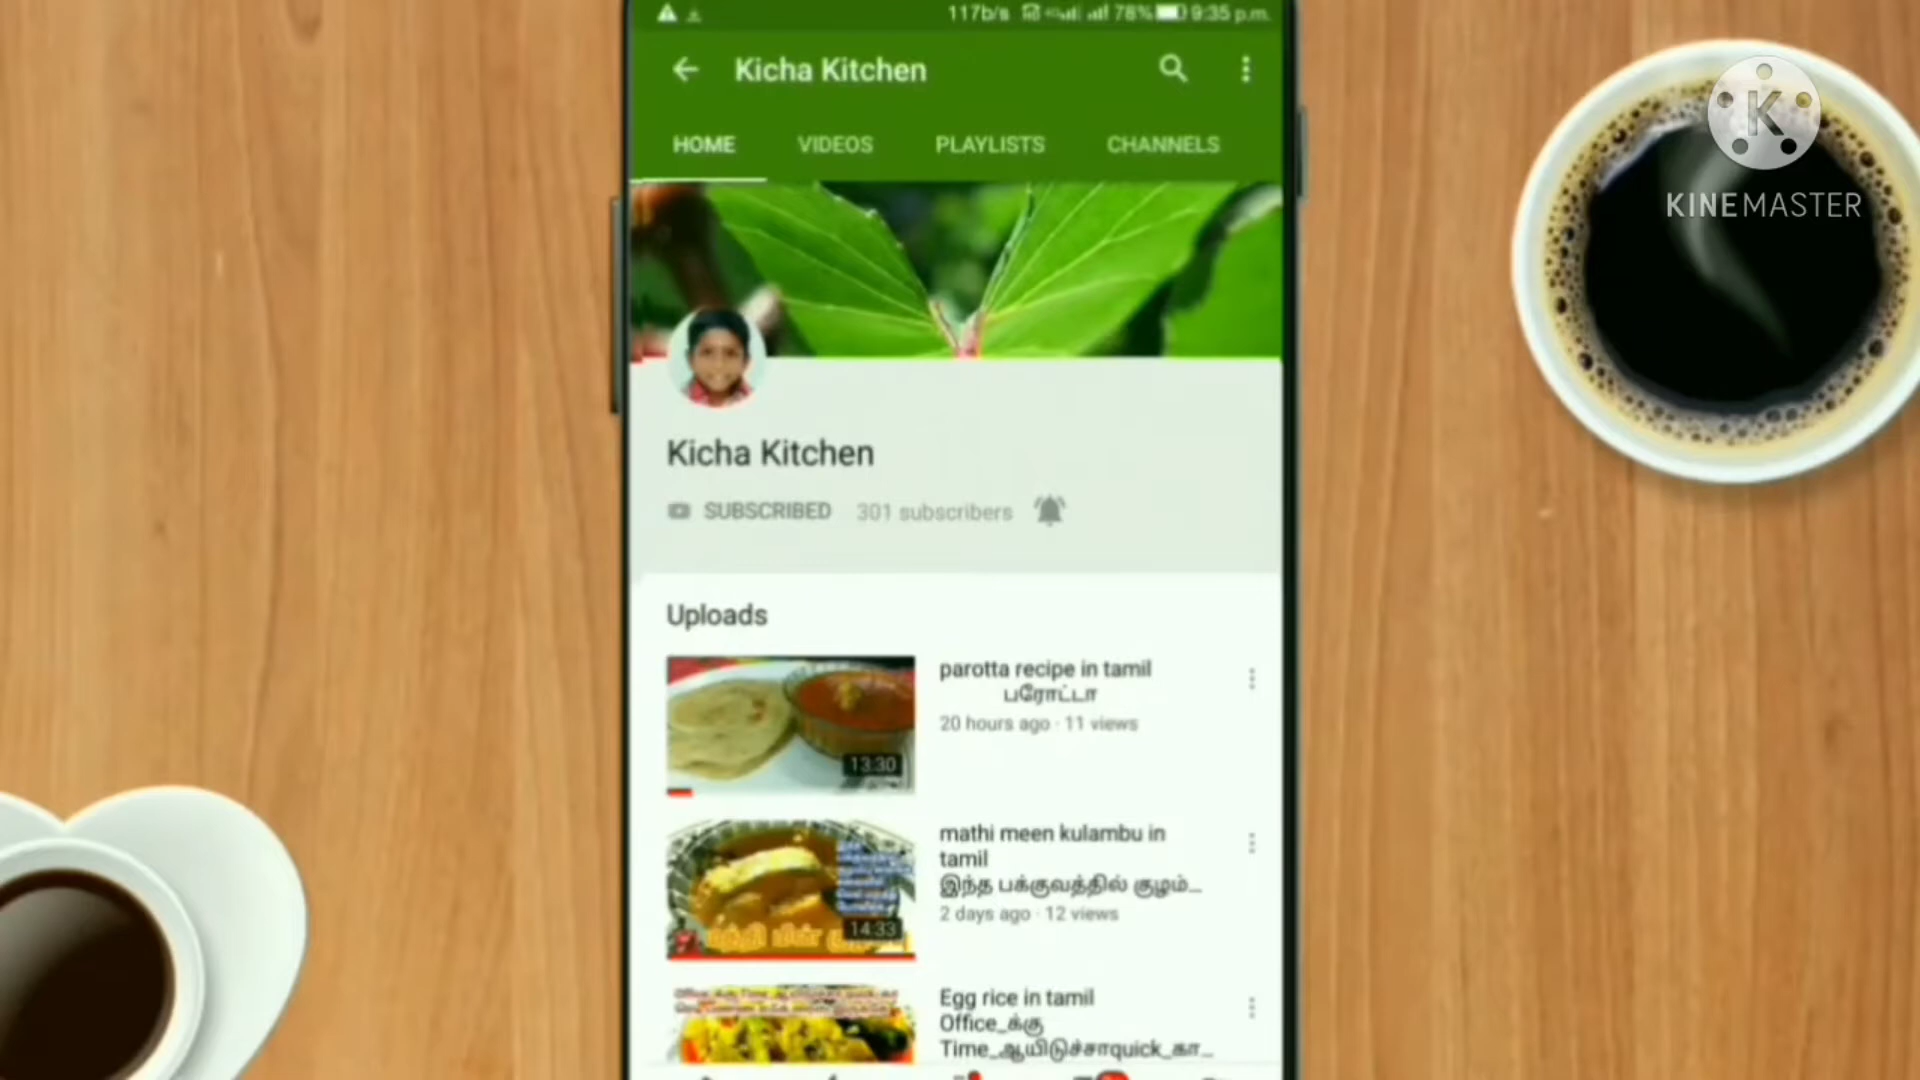 117b/s 78% 9:35 p.m.
Kicha Kitchen
HOME VIDEOS PLAYLISTS CHANNELS
KINEMASTER
Kicha Kitchen
SUBSCRIBED 301 subscribers
Uploads
parotta recipe in tamil
பரோட்டா
20 hours ago · 11 views
13:30
mathi meen kulambu in
tamil
இந்த பக்குவத்தில் குழம்_
2 days ago · 12 views
14:33
Egg rice in tamil
Office_க்கு
Time_ஆயிடுச்சாquick_கா_